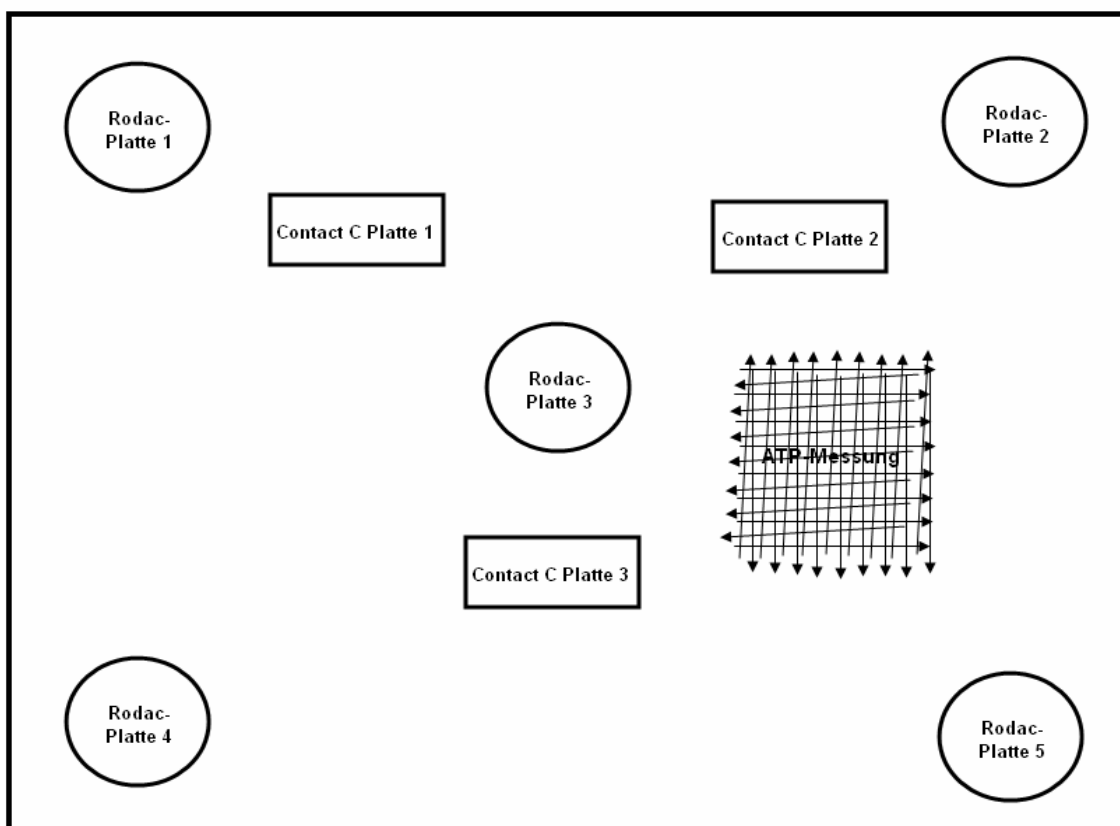 Rodac-
Platte 1
Rodac-
Platte 2
Contact C Platte 1
Contact C Platte 2
Rodac-
Platte 3
ATP-Messung
Contact C Platte 3
Rodac-
Platte 4
Rodac-
Platte 5